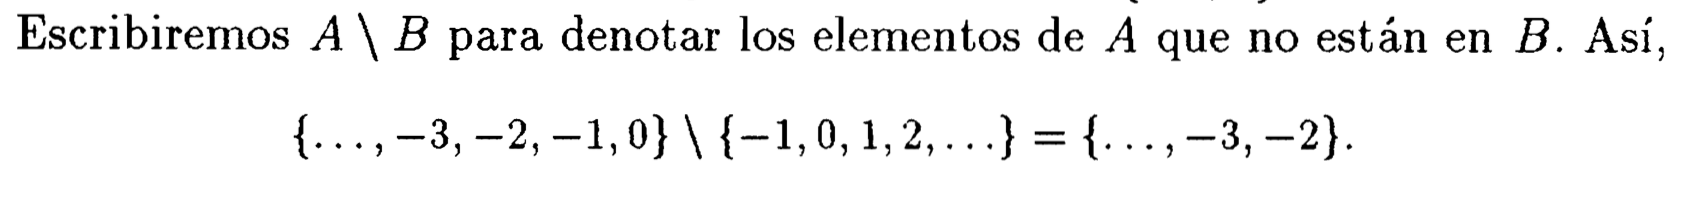 Escribiremos A \ B para denotar los elementos de A que no están en B. Así,
{..., −3, −2, −1, 0} \ {−1, 0, 1, 2, ...} = {..., −3, −2}.